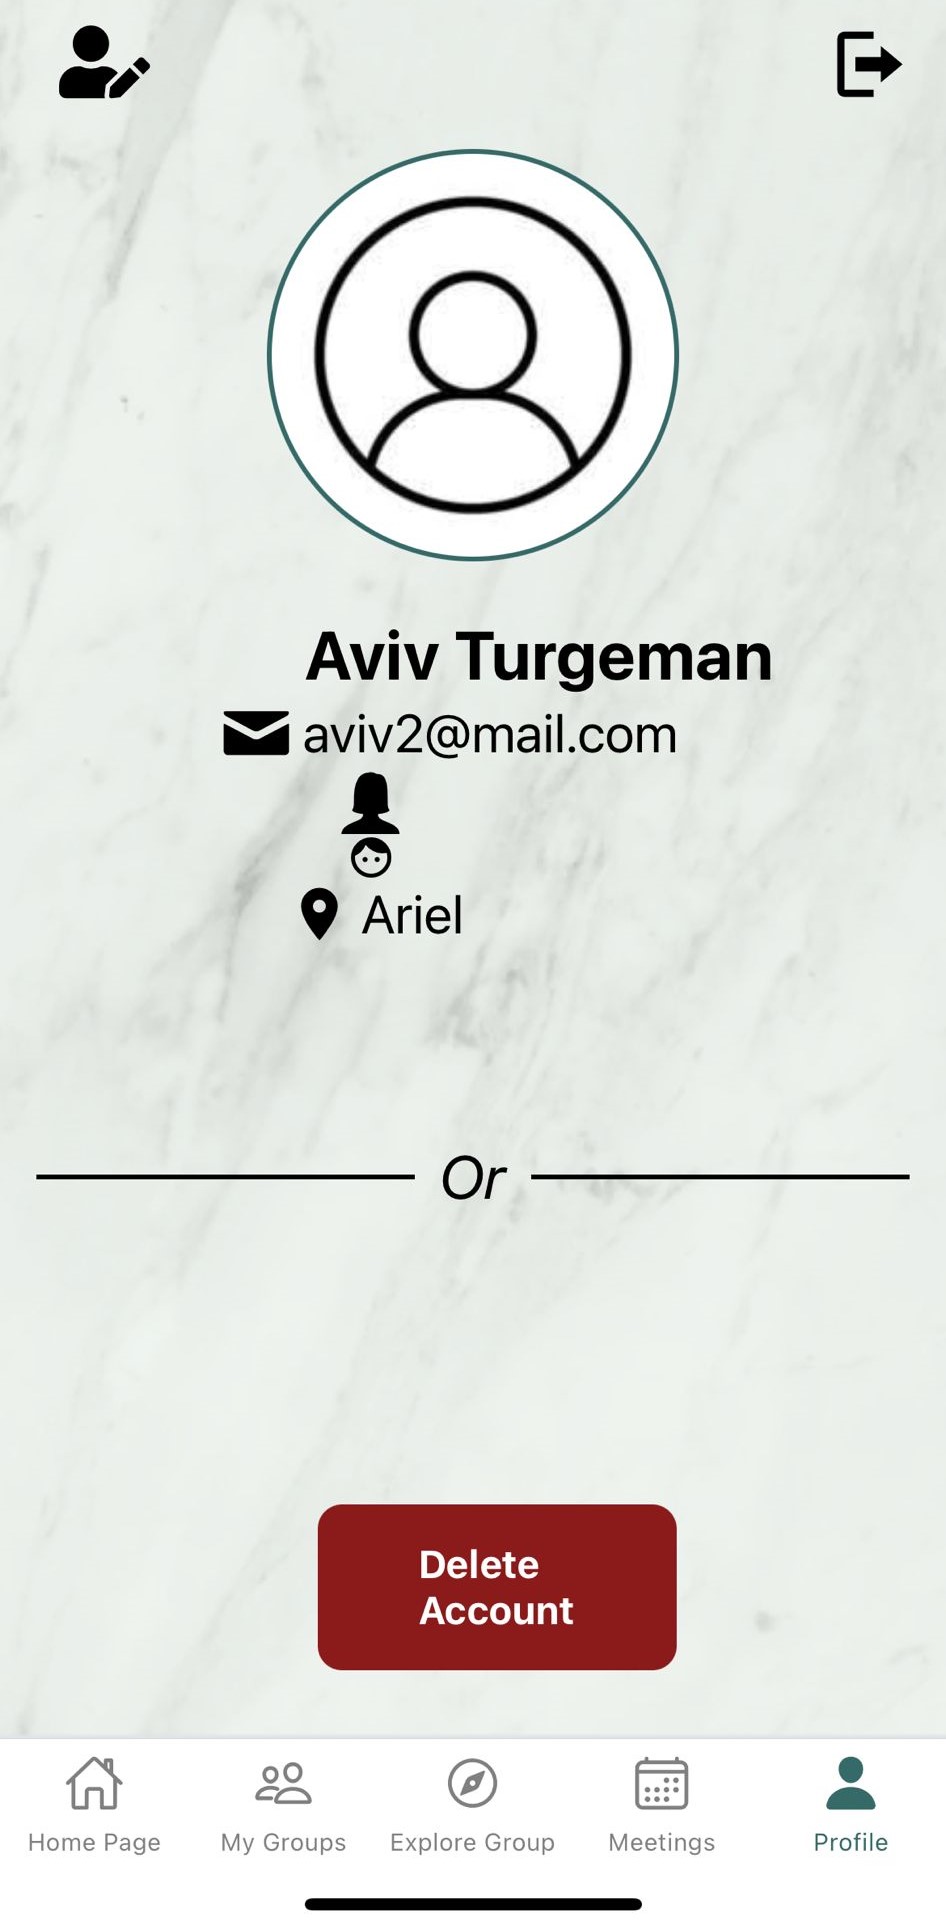 Aviv Turgeman
aviv2@mail.com
Ariel
Or
Delete
Account
Home Page
My Groups
Explore Group
Meetings
Profile